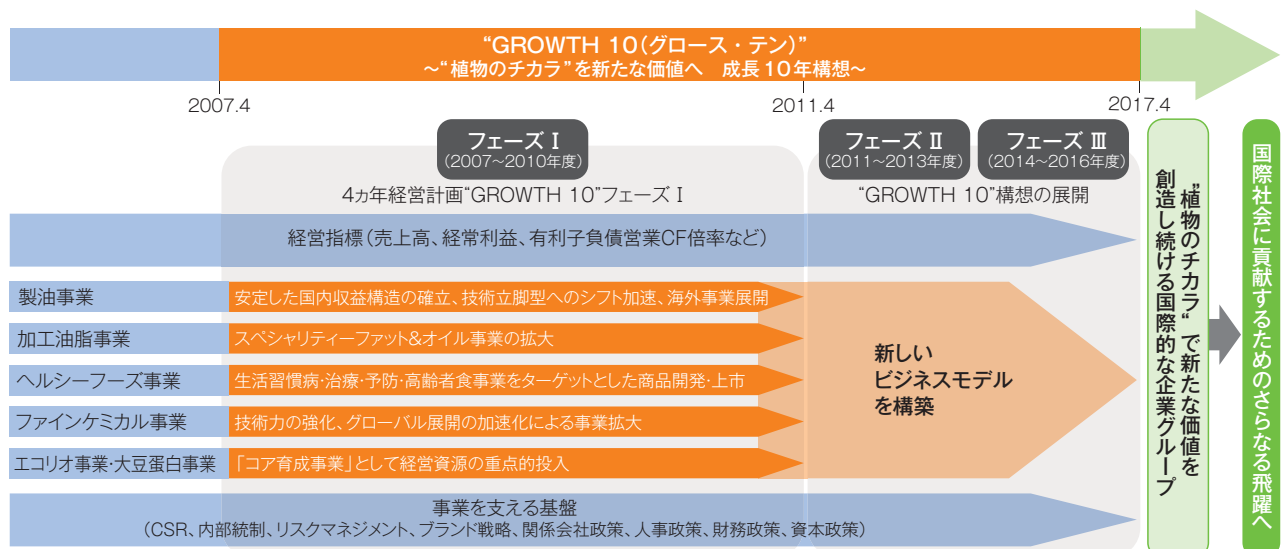 “GROWTH 10(グロース・テン)”
～“植物のチカラ”を新たな価値へ　成長10年構想～
2007.4
2011.4
2017.4
フェーズ Ⅰ
(2007～2010年度)
フェーズ Ⅱ
(2011～2013年度)
フェーズ Ⅲ
(2014～2016年度)
4ヵ年経営計画“GROWTH 10”フェーズ Ⅰ
“GROWTH 10”構想の展開
経営指標(売上高、経常利益、有利子負債営業CF倍率など)
製油事業
安定した国内収益構造の確立、技術立脚型へのシフト加速、海外事業展開
加工油脂事業
スペシャリティーファット&オイル事業の拡大
ヘルシーフーズ事業
生活習慣病・治療・予防・高齢者食事業をターゲットとした商品開発・上市
ファインケミカル事業
技術力の強化、グローバル展開の加速化による事業拡大
エコリオ事業・大豆蛋白事業
「コア育成事業」として経営資源の重点的投入
新しい
ビジネスモデル
を構築
事業を支える基盤
(CSR、内部統制、リスクマネジメント、ブランド戦略、関係会社政策、人事政策、財務政策、資本政策)
“植物のチカラ”で新たな価値を
創造し続ける国際的な企業グループ
国際社会に貢献するためのさらなる飛躍へ